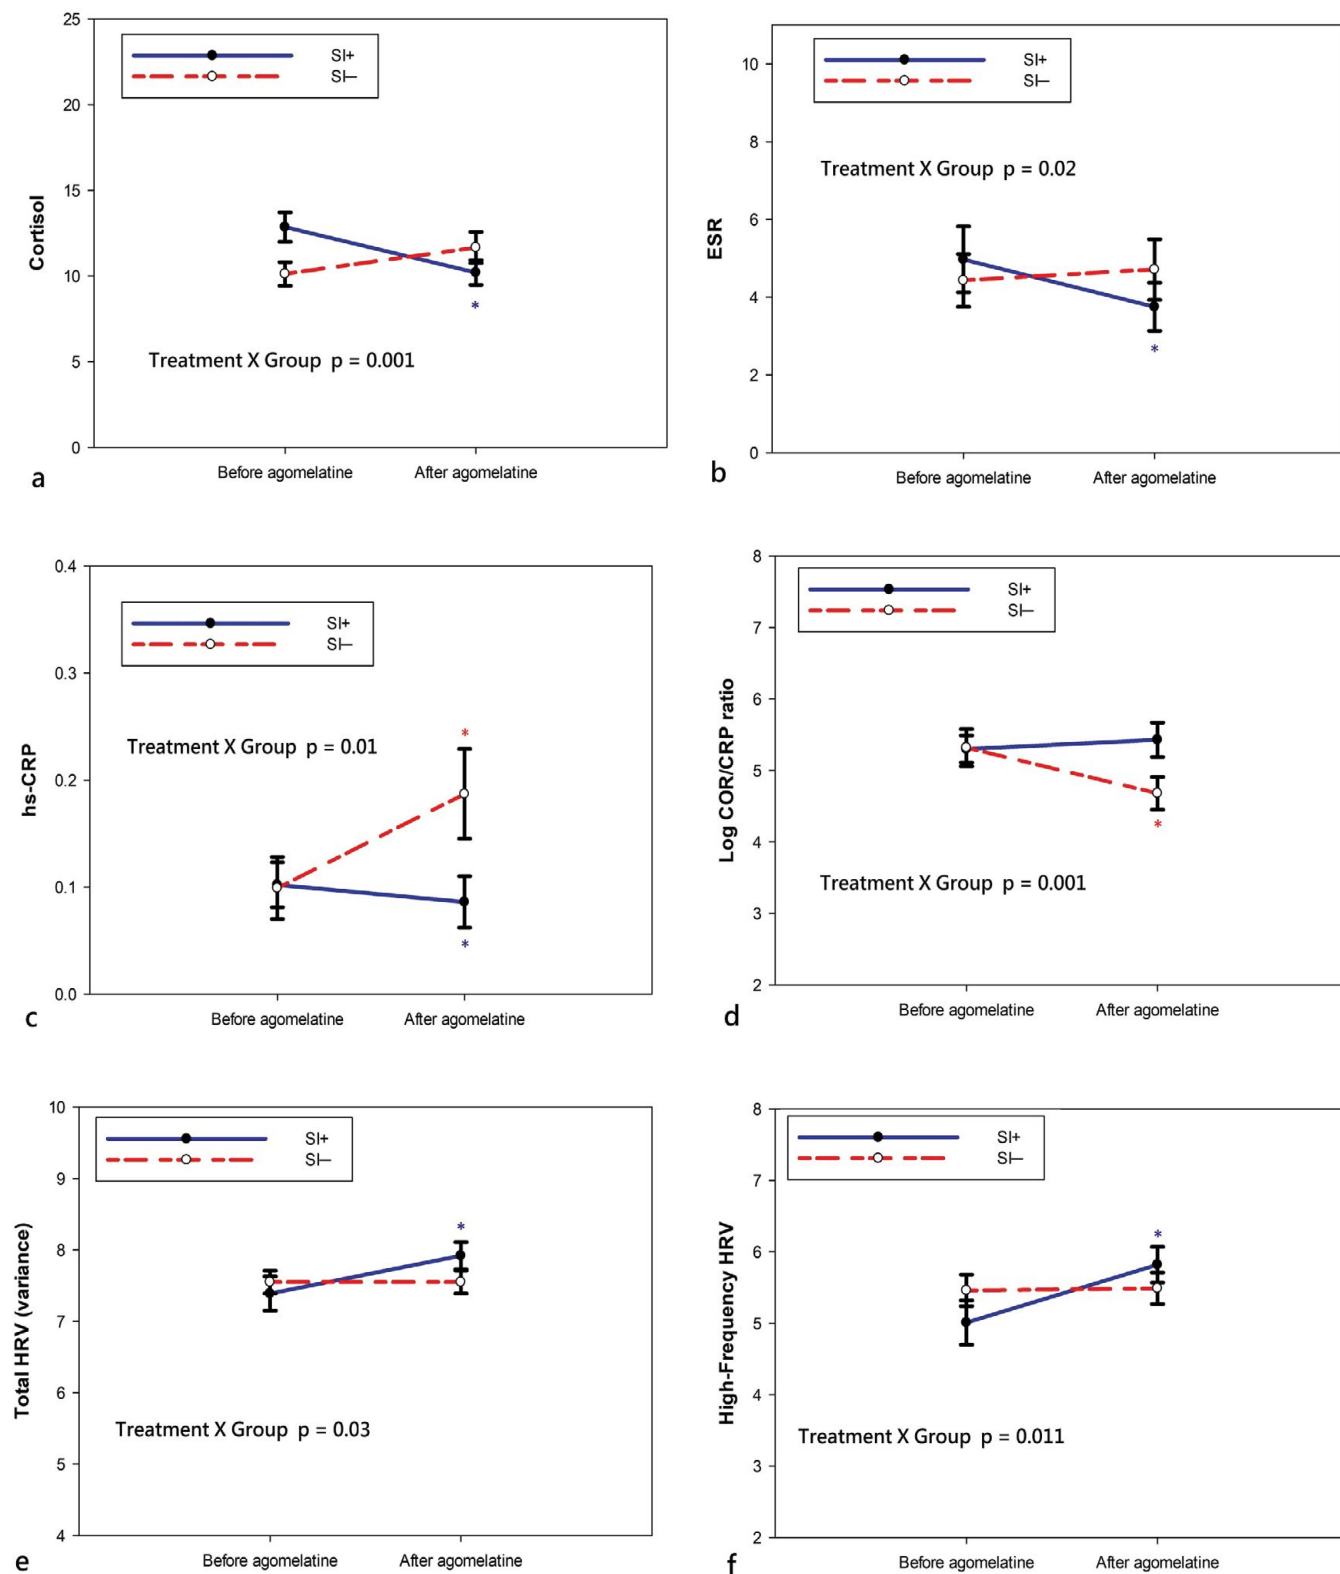 25
20
15
10
5
0
Cortisol
SI+
SI–
Treatment X Group p = 0.001
*
Before agomelatine
After agomelatine
a
10
8
6
4
2
0
ESR
SI+
SI–
Treatment X Group p = 0.02
*
Before agomelatine
After agomelatine
b
0.4
0.3
0.2
0.1
0.0
hs-CRP
SI+
SI–
Treatment X Group p = 0.01
*
*
Before agomelatine
After agomelatine
c
8
7
6
5
4
3
2
Log COR/CRP ratio
SI+
SI–
*
Treatment X Group p = 0.001
Before agomelatine
After agomelatine
d
10
9
8
7
6
5
4
Total HRV (variance)
SI+
SI–
*
Treatment X Group p = 0.03
Before agomelatine
After agomelatine
e
8
7
6
5
4
3
2
High-Frequency HRV
SI+
SI–
*
Treatment X Group p = 0.011
Before agomelatine
After agomelatine
f